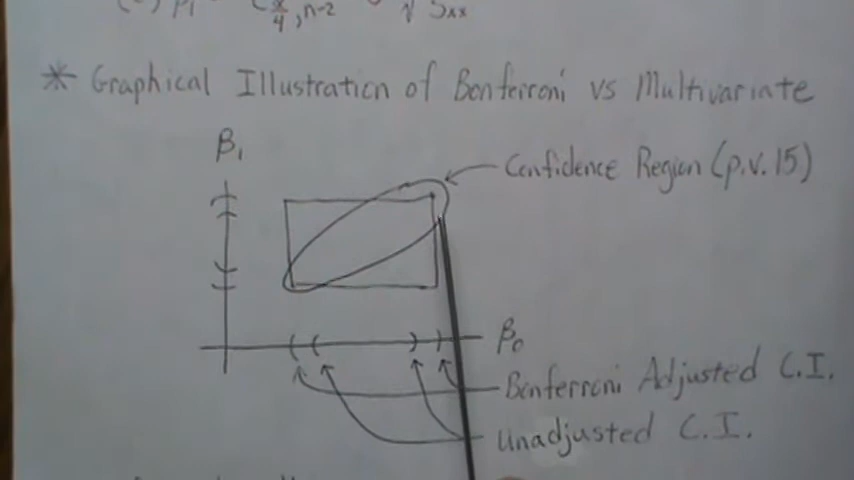 * Graphical Illustration of Bonferroni vs Multivariate
β₁
Confidence Region (p.v. 15)
β₀
Bonferroni Adjusted C.I.
Unadjusted C.I.